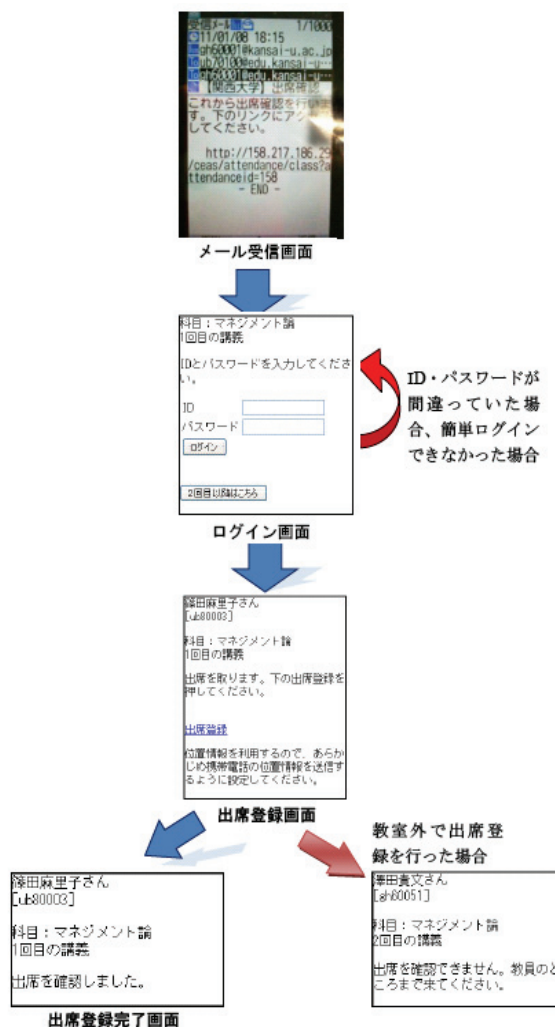 受信メール 1/1000
11/01/08 18:15
gh60001@kansai-u.ac.jp
ub70100@edu.kansai-u…
gh60001@edu.kansai-u…
【関西大学】出席確認
これから出席確認を行いま
す。下のリンクにアク
してください。
http://158.217.186.29
/ceas/attendance/class?a
ttendanceid=158
- END -
メール受信画面
科目：マネジメント論
1回目の講義
IDとパスワードを入力してくださ
い。
ID
パスワード
ログイン
2回目以降はこちら
ID・パスワードが
間違っていた場
合、簡単ログイン
できなかった場合
ログイン画面
篠田麻里子さん
[ub80003]
科目：マネジメント論
1回目の講義
出席を取ります。下の出席登録を
押してください。
出席登録
位置情報を利用するので、あらか
じめ携帯電話の位置情報を送信す
るように設定してください。
出席登録画面
教室外で出席登
録を行った場合
篠田麻里子さん
[ub80003]
科目：マネジメント論
1回目の講義
出席を確認しました。
出席登録完了画面
澤田貴文さん
[gh60051]
科目：マネジメント論
2回目の講義
出席を確認できません。教員のと
ころまで来てください。